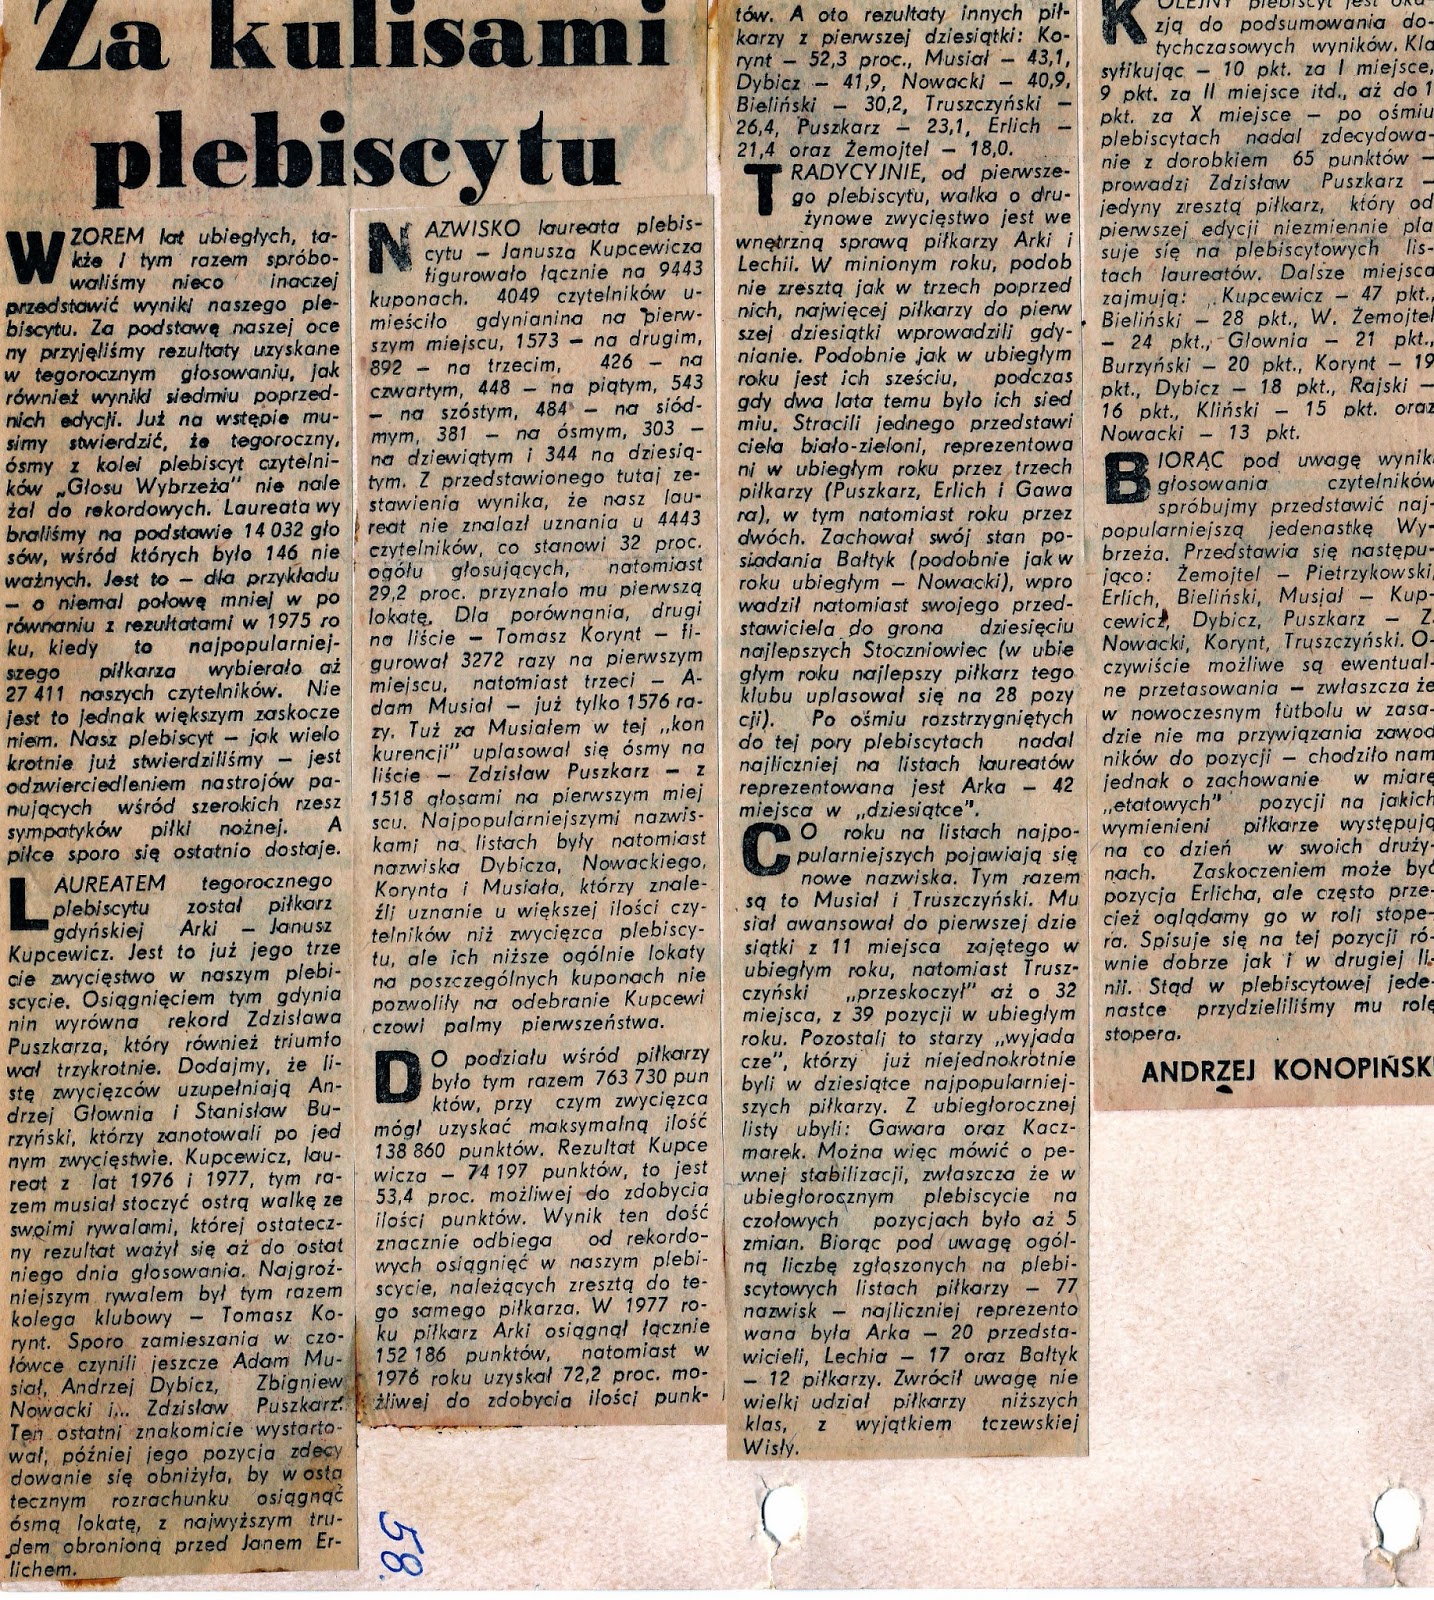 Za kulisami
plebiscytu
WZOREM lat ubiegłych, ta-
kże i tym razem spróbo-
waliśmy nieco inaczej
przedstawić wyniki naszego ple-
biscytu. Za podstawę naszej oce
ny przyjęliśmy rezultaty uzyskane
w tegorocznym głosowaniu, jak
również wyniki siedmiu poprzed-
nich edycji. Już na wstępie mu-
simy stwierdzić, że tegoroczny,
ósmy z kolei plebiscyt czytelni-
ków „Głosu Wybrzeża" nie nale
żał do rekordowych. Laureata wy
braliśmy na podstawie 14 032 gło
sów, wśród których było 146 nie
ważnych. Jest to — dla przykładu
— o niemal połowę mniej w po
równaniu z rezultatami w 1975 ro
ku, kiedy to najpopularniej-
szego piłkarza wybierało aż
27 411 naszych czytelników. Nie
jest to jednak większym zaskocze
niem. Nasz plebiscyt — jak wielo
krotnie już stwierdziliśmy — jest
odzwierciedleniem nastrojów pa-
nujących wśród szerokich rzesz
sympatyków piłki nożnej. A
piłce sporo się ostatnio dostaje.
LAUREATEM tegorocznego
plebiscytu został piłkarz
gdyńskiej Arki — Janusz
Kupcewicz. Jest to już jego trze
cie zwycięstwo w naszym plebi-
scycie. Osiągnięciem tym gdynia
nin wyrówna rekord Zdzisława
Puszkarza, który również triumfo
wał trzykrotnie. Dodajmy, że li-
stę zwycięzców uzupełniają An-
drzej Głownia i Stanisław Bu-
rzyński, którzy zanotowali po jed
nym zwycięstwie. Kupcewicz, lau-
reat z lat 1976 i 1977, tym ra-
zem musiał stoczyć ostrą walkę ze
swoimi rywalami, której ostatecz-
ny rezultat ważył się aż do ostat
niego dnia głosowania. Najgroź-
niejszym rywalem był tym razem
kolega klubowy — Tomasz Ko-
rynt. Sporo zamieszania w czo-
łówce czynili jeszcze Adam Mu-
siał, Andrzej Dybicz, Zbigniew
Nowacki i... Zdzisław Puszkarz.
Ten ostatni znakomicie wystarto-
wał, później jego pozycja zdecy
dowanie się obniżyła, by w osta
tecznym rozrachunku osiągnąć
ósmą lokatę, z najwyższym tru-
dem obronioną przed Janem Er-
lichem.
NAZWISKO laureata plebis-
cytu — Janusza Kupcewicza
figurowało łącznie na 9443
kuponach. 4049 czytelników u-
mieściło gdynianina na pierw-
szym miejscu, 1573 — na drugim,
892 — na trzecim, 426 — na
czwartym, 448 — na piątym, 543
— na szóstym, 484 — na siód-
mym, 381 — na ósmym, 303 —
na dziewiątym i 344 na dziesią-
tym. Z przedstawionego tutaj ze-
stawienia wynika, że nasz lau-
reat nie znalazł uznania u 4443
czytelników, co stanowi 32 proc.
ogółu głosujących, natomiast
29,2 proc. przyznało mu pierwszą
lokatę. Dla porównania, drugi
na liście — Tomasz Korynt — fi-
gurował 3272 razy na pierwszym
miejscu, natomiast trzeci — A-
dam Musiał — już tylko 1576 ra-
zy. Tuż za Musiałem w tej „kon
kurencji" uplasował się ósmy na
liście — Zdzisław Puszkarz — z
1518 głosami na pierwszym miej
scu. Najpopularniejszymi nazwis-
kami na listach były natomiast
nazwiska Dybicza, Nowackiego,
Korynta i Musiała, którzy znale-
źli uznanie u większej ilości czy-
telników niż zwycięzca plebiscy-
tu, ale ich niższe ogólnie lokaty
na poszczególnych kuponach nie
pozwoliły na odebranie Kupcewi
czowi palmy pierwszeństwa.
DO podziału wśród piłkarzy
było tym razem 763 730 pun
któw, przy czym zwycięzca
mógł uzyskać maksymalną ilość
138 860 punktów. Rezultat Kupce
wicza — 74 197 punktów, to jest
53,4 proc. możliwej do zdobycia
ilości punktów. Wynik ten dość
znacznie odbiega od rekordo-
wych osiągnięć w naszym plebi-
scycie, należących zresztą do te-
go samego piłkarza. W 1977 ro-
ku piłkarz Arki osiągnął łącznie
152 186 punktów, natomiast w
1976 roku uzyskał 72,2 proc. mo-
żliwej do zdobycia ilości punk-
58.
tów. A oto rezultaty innych pił-
karzy z pierwszej dziesiątki: Ko-
rynt — 52,3 proc., Musiał — 43,1,
Dybicz — 41,9, Nowacki — 40,9,
Bieliński — 30,2, Truszczyński —
26,4, Puszkarz — 23,1, Erlich —
21,4 oraz Żemojtel — 18,0.
TRADYCYJNIE, od pierwsze-
go plebiscytu, walka o dru-
żynowe zwycięstwo jest we
wnętrzną sprawą piłkarzy Arki i
Lechii. W minionym roku, podob
nie zresztą jak w trzech poprzed
nich, najwięcej piłkarzy do pierw
szej dziesiątki wprowadzili gdy-
nianie. Podobnie jak w ubiegłym
roku jest ich sześciu, podczas
gdy dwa lata temu było ich sied
miu. Stracili jednego przedstawi
ciela biało-zieloni, reprezentowa
ni w ubiegłym roku przez trzech
piłkarzy (Puszkarz, Erlich i Gawa
ra), w tym natomiast roku przez
dwóch. Zachował swój stan po-
siadania Bałtyk (podobnie jak w
roku ubiegłym — Nowacki), wpro
wadził natomiast swojego przed-
stawiciela do grona dziesięciu
najlepszych Stoczniowiec (w ubie
głym roku najlepszy piłkarz tego
klubu uplasował się na 28 pozy
cji). Po ośmiu rozstrzygniętych
do tej pory plebiscytach nadal
najliczniej na listach laureatów
reprezentowana jest Arka — 42
miejsca w „dziesiątce".
CO roku na listach najpo-
pularniejszych pojawiają się
nowe nazwiska. Tym razem
są to Musiał i Truszczyński. Mu
siał awansował do pierwszej dzie
siątki z 11 miejsca zajętego w
ubiegłym roku, natomiast Trusz-
czyński „przeskoczył" aż o 32
miejsca, z 39 pozycji w ubiegłym
roku. Pozostali to starzy „wyjada
cze", którzy już niejednokrotnie
byli w dziesiątce najpopularniej-
szych piłkarzy. Z ubiegłorocznej
listy ubyli: Gawara oraz Kacz-
marek. Można więc mówić o pe-
wnej stabilizacji, zwłaszcza że w
ubiegłorocznym plebiscycie na
czołowych pozycjach było aż 5
zmian. Biorąc pod uwagę ogól-
ną liczbę zgłoszonych na plebi-
scytowych listach piłkarzy — 77
nazwisk — najliczniej reprezento
wana była Arka — 20 przedsta-
wicieli, Lechia — 17 oraz Bałtyk
— 12 piłkarzy. Zwrócił uwagę nie
wielki udział piłkarzy niższych
klas, z wyjątkiem tczewskiej
Wisły.
KOLEJNY plebiscyt jest oka-
zją do podsumowania do-
tychczasowych wyników. Kla
syfikując — 10 pkt. za I miejsce,
9 pkt. za II miejsce itd., aż do 1
pkt. za X miejsce — po ośmiu
plebiscytach nadal zdecydowa-
nie z dorobkiem 65 punktów —
prowadzi Zdzisław Puszkarz —
jedyny zresztą piłkarz, który od
pierwszej edycji niezmiennie pla
suje się na plebiscytowych lis-
tach laureatów. Dalsze miejsca
zajmują: Kupcewicz — 47 pkt.,
Bieliński — 28 pkt., W. Żemojtel
— 24 pkt., Głownia — 21 pkt.,
Burzyński — 20 pkt., Korynt — 19
pkt., Dybicz — 18 pkt., Rajski —
16 pkt., Kliński — 15 pkt. oraz
Nowacki — 13 pkt.
BIORĄC pod uwagę wynik
głosowania czytelników
spróbujmy przedstawić naj-
popularniejszą jedenastkę Wy-
brzeża. Przedstawia się następu-
jąco: Żemojtel — Pietrzykowski,
Erlich, Bieliński, Musiał — Kup-
cewicz, Dybicz, Puszkarz — Z.
Nowacki, Korynt, Truszczyński. O-
czywiście możliwe są ewentual-
ne przetasowania — zwłaszcza że
w nowoczesnym futbolu w zasa-
dzie nie ma przywiązania zawod
ników do pozycji — chodziło nam
jednak o zachowanie w miarę
„etatowych" pozycji na jakich
wymienieni piłkarze występują
na co dzień w swoich druży-
nach. Zaskoczeniem może być
pozycja Erlicha, ale często prze-
cież oglądamy go w roli stope-
ra. Spisuje się na tej pozycji ró-
wnie dobrze jak i w drugiej li-
nii. Stąd w plebiscytowej jede-
nastce przydzieliliśmy mu rolę
stopera.
ANDRZEJ KONOPIŃSK